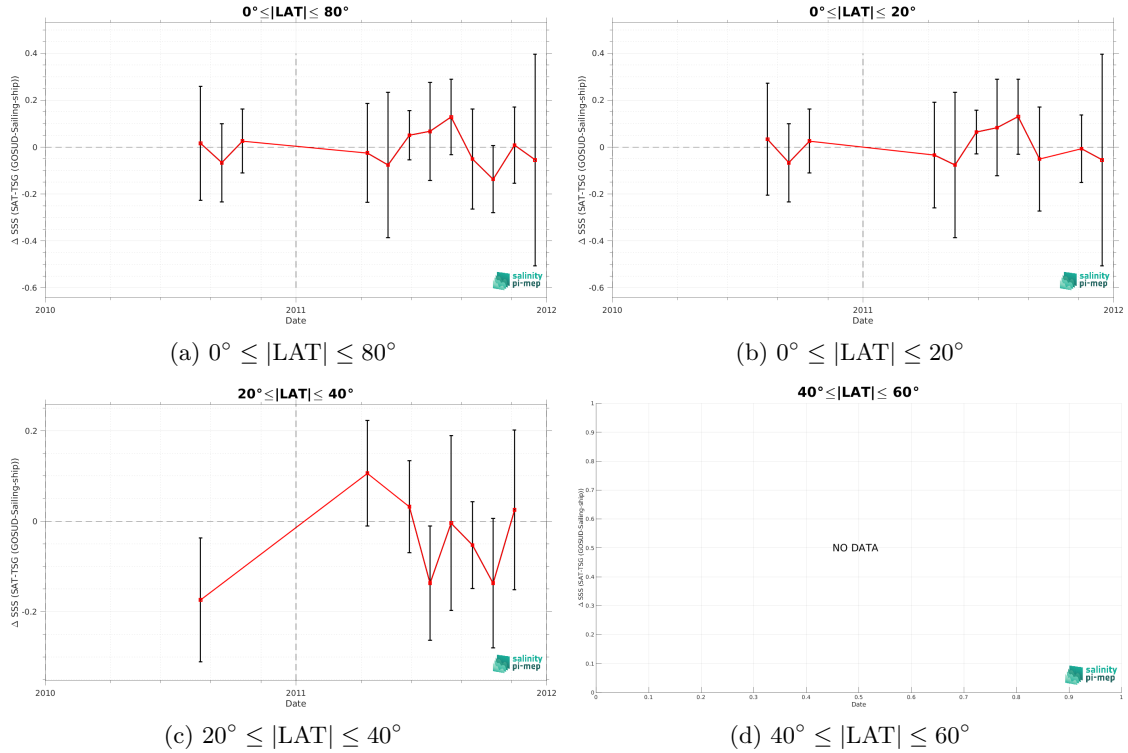 0°≤|LAT|≤ 80°
Δ SSS (SAT-TSG (GOSUD-Sailing-ship))
0.4
0.2
0
-0.2
-0.4
-0.6
2010
2011
2012
Date
salinity
pi-mep
(a) 0° ≤ |LAT| ≤ 80°
0°≤|LAT|≤ 20°
Δ SSS (SAT-TSG (GOSUD-Sailing-ship))
0.4
0.2
0
-0.2
-0.4
-0.6
2010
2011
2012
Date
salinity
pi-mep
(b) 0° ≤ |LAT| ≤ 20°
20°≤|LAT|≤ 40°
Δ SSS (SAT-TSG (GOSUD-Sailing-ship))
0.2
0
-0.2
2010
2011
2012
Date
salinity
pi-mep
(c) 20° ≤ |LAT| ≤ 40°
40°≤|LAT|≤ 60°
Δ SSS (SAT-TSG (GOSUD-Sailing-ship))
1
0.9
0.8
0.7
0.6
0.5
0.4
0.3
0.2
0.1
0
NO DATA
0 0.1 0.2 0.3 0.4 0.5 0.6 0.7 0.8 0.9 1
Date
salinity
pi-mep
(d) 40° ≤ |LAT| ≤ 60°